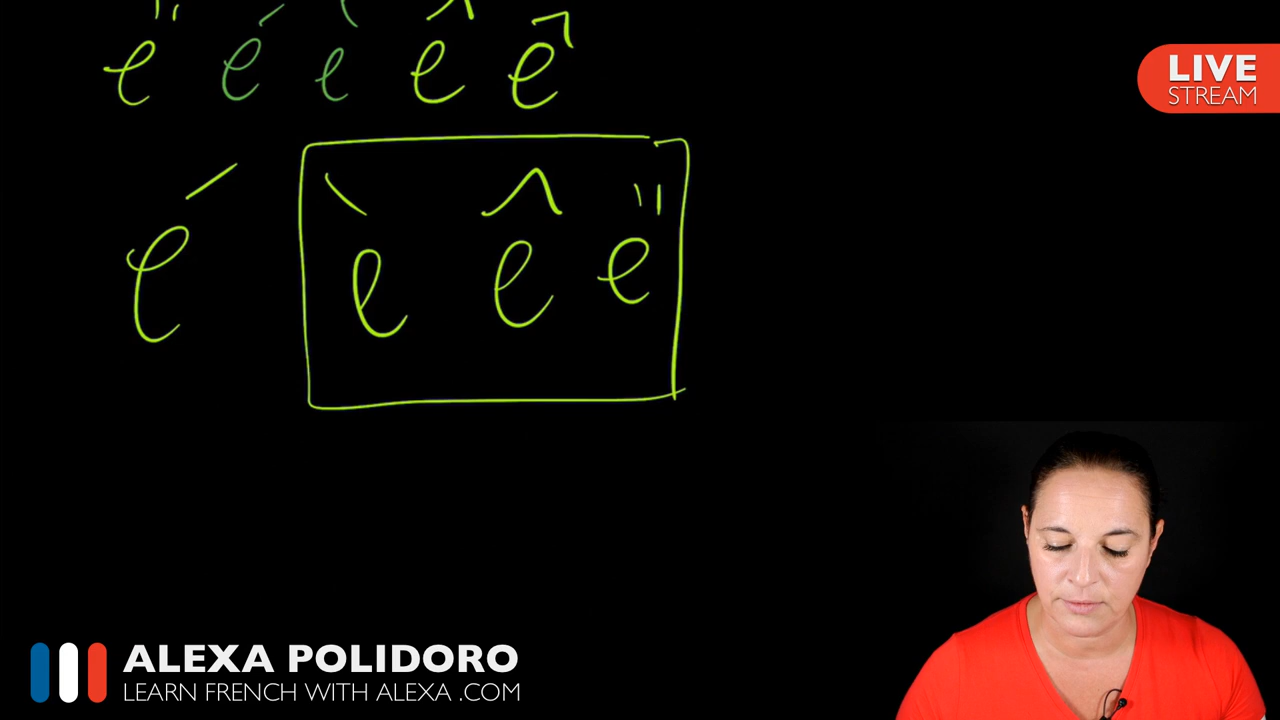 ë é è ê ê
é è ê ë
LIVE
STREAM
ALEXA POLIDORO
LEARN FRENCH WITH ALEXA .COM